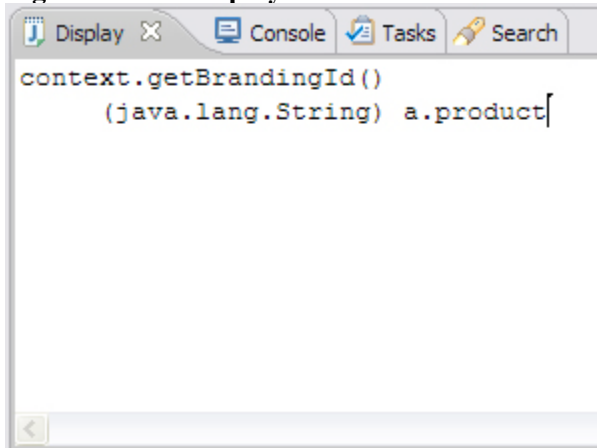 Display Console Tasks Search
context.getBrandingId()
(java.lang.String) a.product